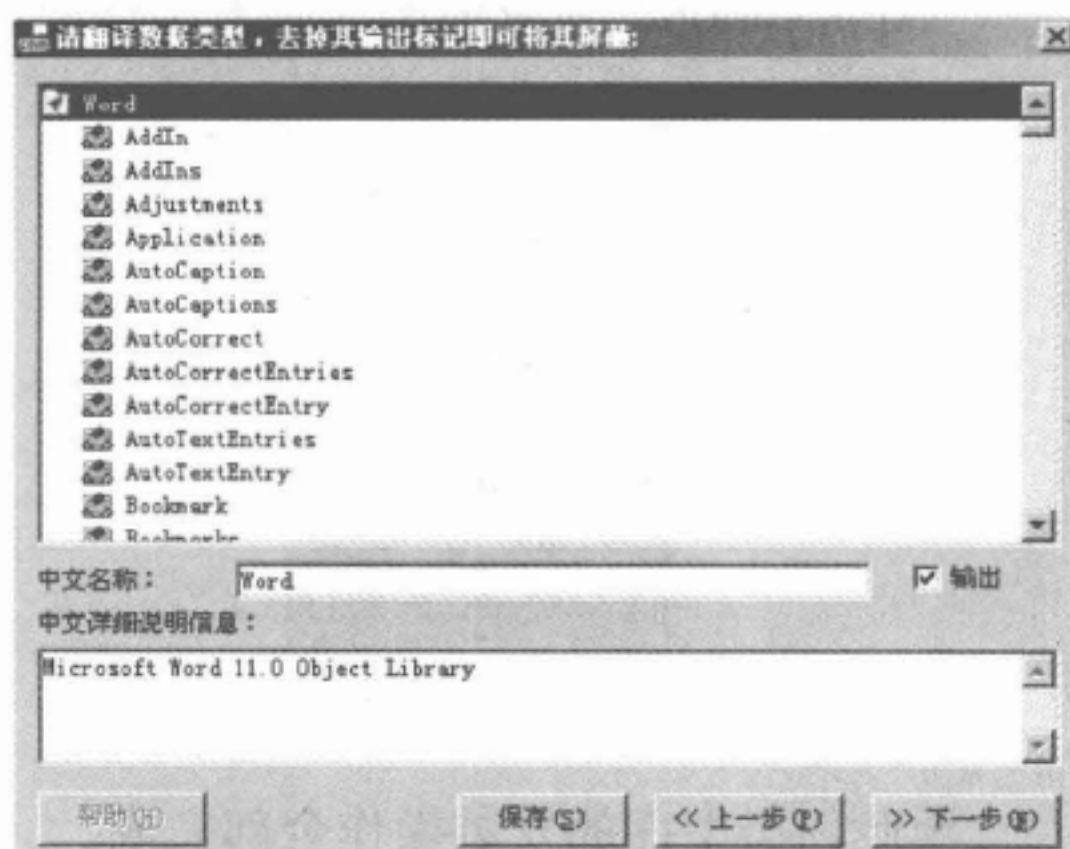 请翻译数据类型，去掉其输出标记即可将其屏蔽:
Word
AddIn
AddIns
Adjustments
Application
AutoCaption
AutoCaptions
AutoCorrect
AutoCorrectEntries
AutoCorrectEntry
AutoTextEntries
AutoTextEntry
Bookmark
Bookmarks
中文名称： Word 输出
中文详细说明信息：
Microsoft Word 11.0 Object Library
帮助(H) 保存(S) << 上一步(P) >> 下一步(N)